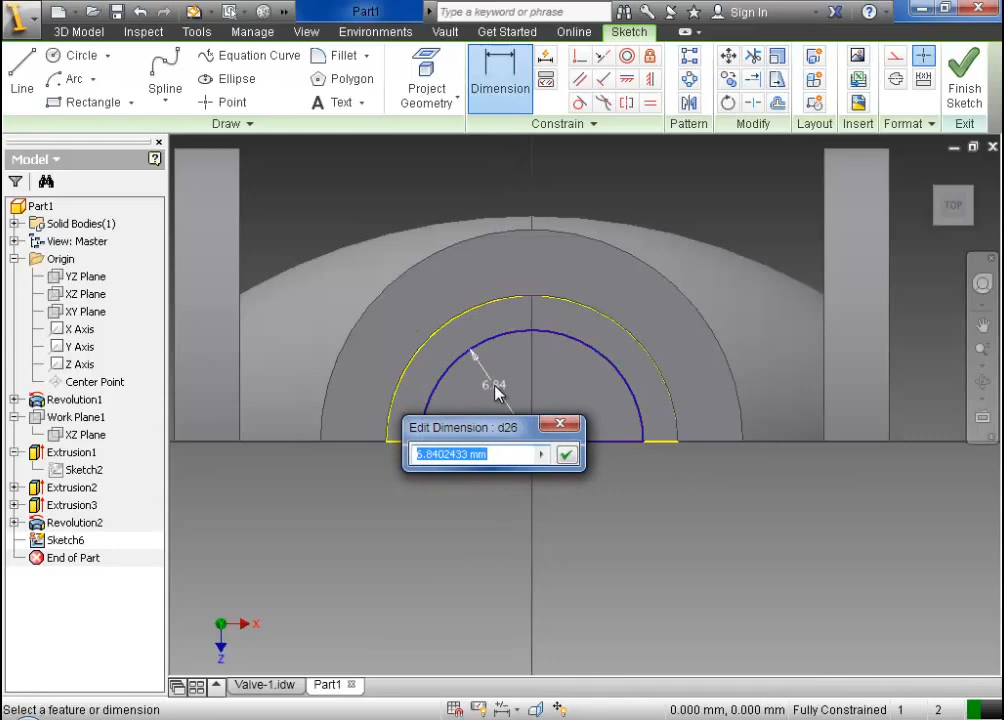 Part1
Type a keyword or phrase
Sign In
3D Model Inspect Tools Manage View Environments Vault Get Started Online Sketch
Line
Circle
Arc
Rectangle
Spline
Equation Curve
Ellipse
Point
Fillet
Polygon
A Text
Project
Geometry
Dimension
Finish
Sketch
Draw Constrain Pattern Modify Layout Insert Format Exit
Model
Part1
Solid Bodies(1)
View: Master
Origin
YZ Plane
XZ Plane
XY Plane
X Axis
Y Axis
Z Axis
Center Point
Revolution1
Work Plane1
XZ Plane
Extrusion1
Sketch2
Extrusion2
Extrusion3
Revolution2
Sketch6
End of Part
TOP
6.84
Edit Dimension : d26
6.8402433 mm
X
Z
Valve-1.idw Part1
Select a feature or dimension
0.000 mm, 0.000 mm Fully Constrained 1 2